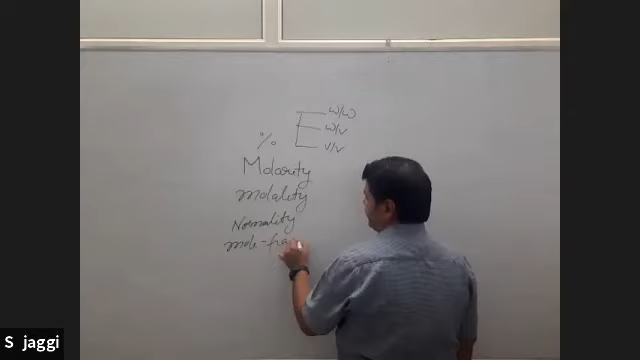 w/w
% w/v
v/v
Molarity
molality
Normality
mole-fra
S jaggi